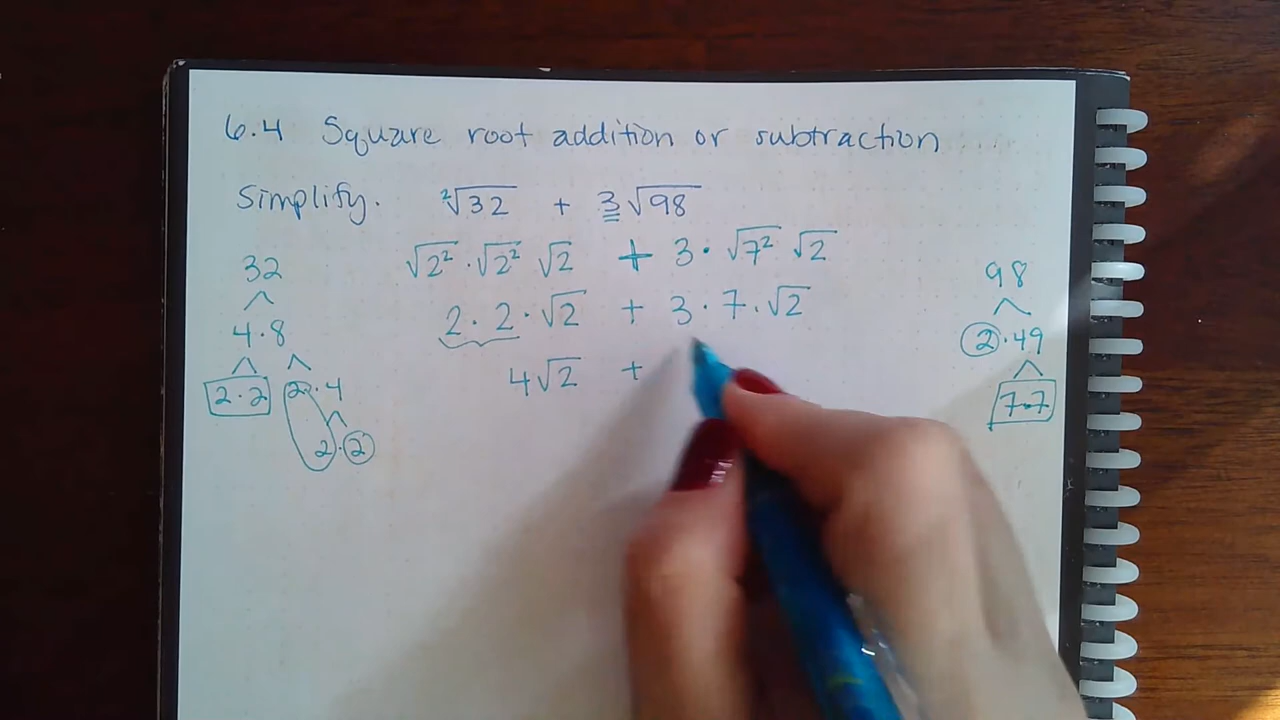 6.4 Square root addition or subtraction
Simplify. ²√32 + 3√98
√2² · √2² √2 + 3 · √7² √2
2 · 2 · √2 + 3 · 7 · √2
4√2 +
32
4 · 8
2 · 2 2 · 4
2 · 2
98
2 · 49
7 · 7